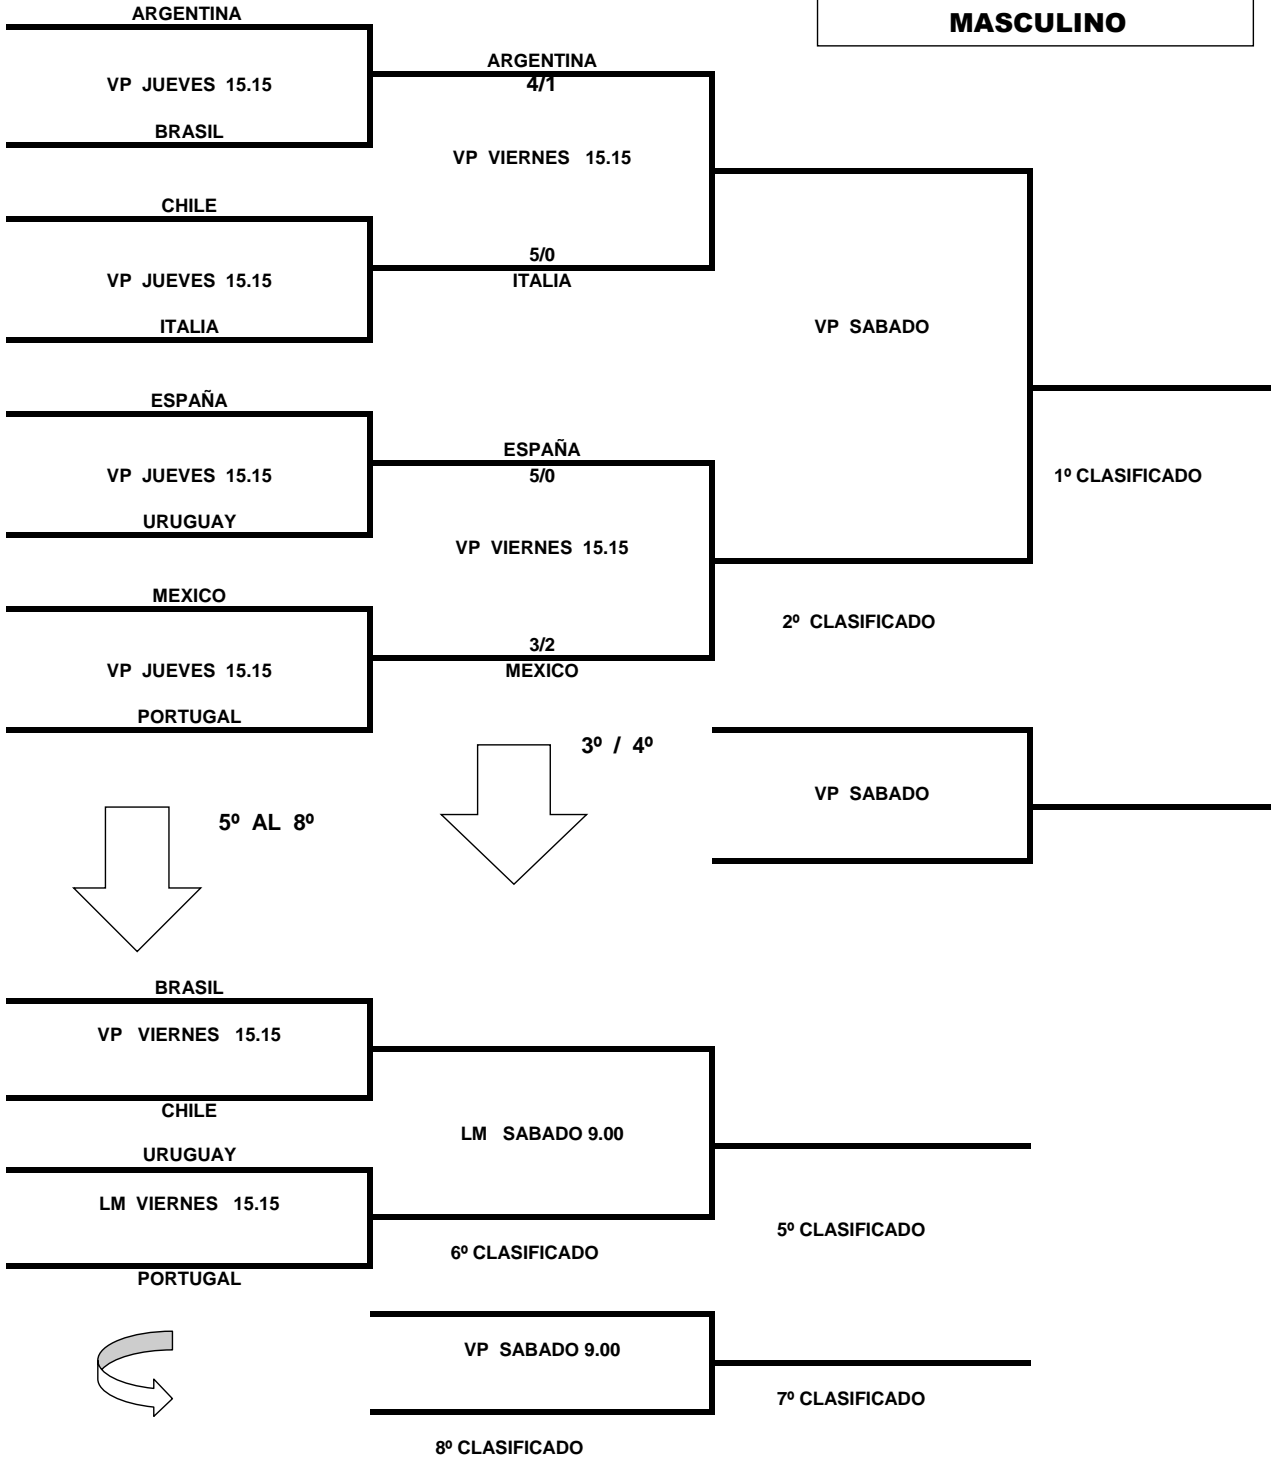 MASCULINO
ARGENTINA
VP JUEVES 15.15
BRASIL
ARGENTINA
4/1
VP VIERNES 15.15
CHILE
VP JUEVES 15.15
ITALIA
5/0
ITALIA
VP SABADO
ESPAÑA
VP JUEVES 15.15
URUGUAY
ESPAÑA
5/0
VP VIERNES 15.15
1º CLASIFICADO
MEXICO
VP JUEVES 15.15
PORTUGAL
3/2
MEXICO
2º CLASIFICADO
3º / 4º
VP SABADO
5º AL 8º
BRASIL
VP VIERNES 15.15
CHILE
URUGUAY
LM VIERNES 15.15
PORTUGAL
LM SABADO 9.00
6º CLASIFICADO
5º CLASIFICADO
VP SABADO 9.00
7º CLASIFICADO
8º CLASIFICADO